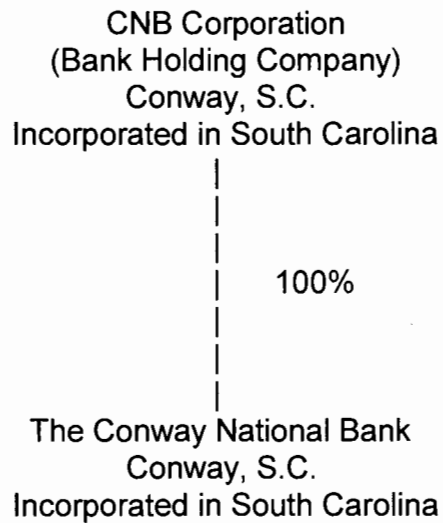 CNB Corporation
(Bank Holding Company)
Conway, S.C.
Incorporated in South Carolina
100%
The Conway National Bank
Conway, S.C.
Incorporated in South Carolina